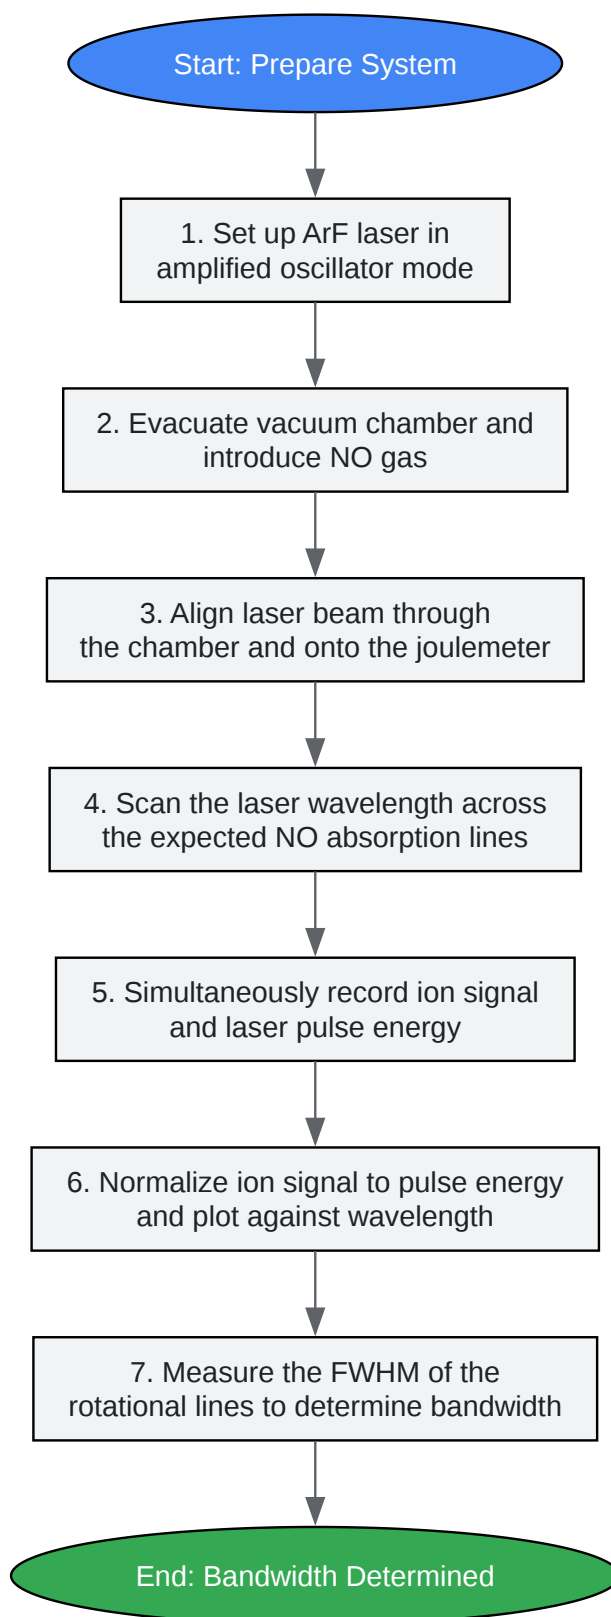 Start: Prepare System
1. Set up ArF laser in
amplified oscillator mode
2. Evacuate vacuum chamber and
introduce NO gas
3. Align laser beam through
the chamber and onto the joulemeter
4. Scan the laser wavelength across
the expected NO absorption lines
5. Simultaneously record ion signal
and laser pulse energy
6. Normalize ion signal to pulse energy
and plot against wavelength
7. Measure the FWHM of the
rotational lines to determine bandwidth
End: Bandwidth Determined